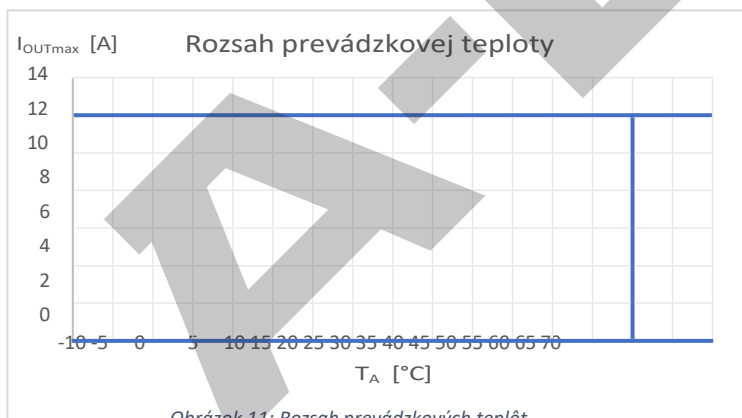 I_OUTmax [A] Rozsah prevádzkovej teploty
14
12
10
8
6
4
2
0
-10 -5 0 5 10 15 20 25 30 35 40 45 50 55 60 65 70
T_A [°C]
Obrázok 11: Rozsah prevádzkových teplôt